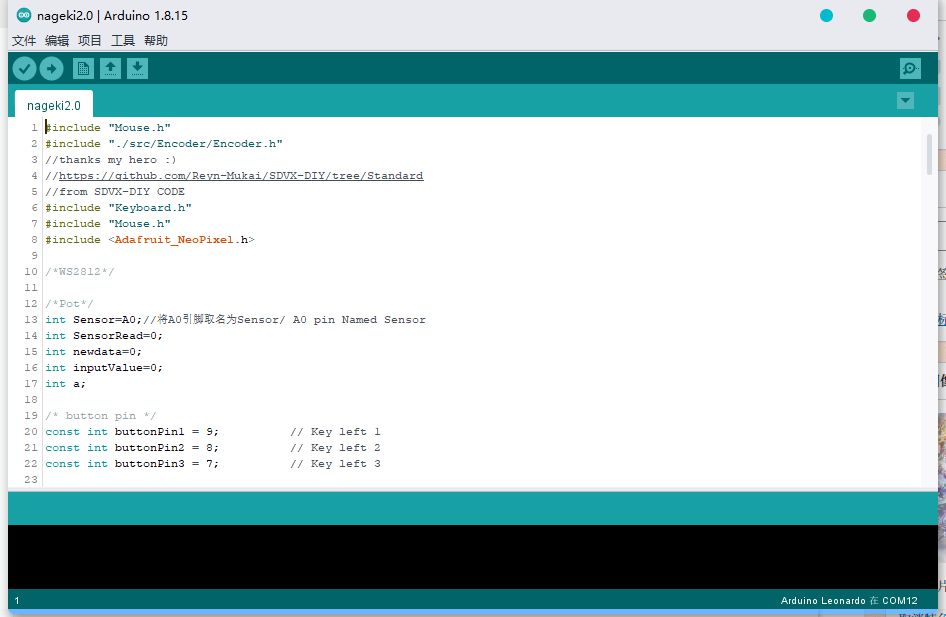 nageki2.0 | Arduino 1.8.15
文件 编辑 项目 工具 帮助
nageki2.0
1 #include "Mouse.h"
2 #include "./src/Encoder/Encoder.h"
3 //thanks my hero :)
4 //https://github.com/Reyn-Mukai/SDVX-DIY/tree/Standard
5 //from SDVX-DIY CODE
6 #include "Keyboard.h"
7 #include "Mouse.h"
8 #include <Adafruit_NeoPixel.h>
9
10 /*WS2812*/
11
12 /*Pot*/
13 int Sensor=A0;//将A0引脚取名为Sensor/ A0 pin Named Sensor
14 int SensorRead=0;
15 int newdata=0;
16 int inputValue=0;
17 int a;
18
19 /* button pin */
20 const int buttonPin1 = 9; // Key left 1
21 const int buttonPin2 = 8; // Key left 2
22 const int buttonPin3 = 7; // Key left 3
23
1 Arduino Leonardo 在 COM12